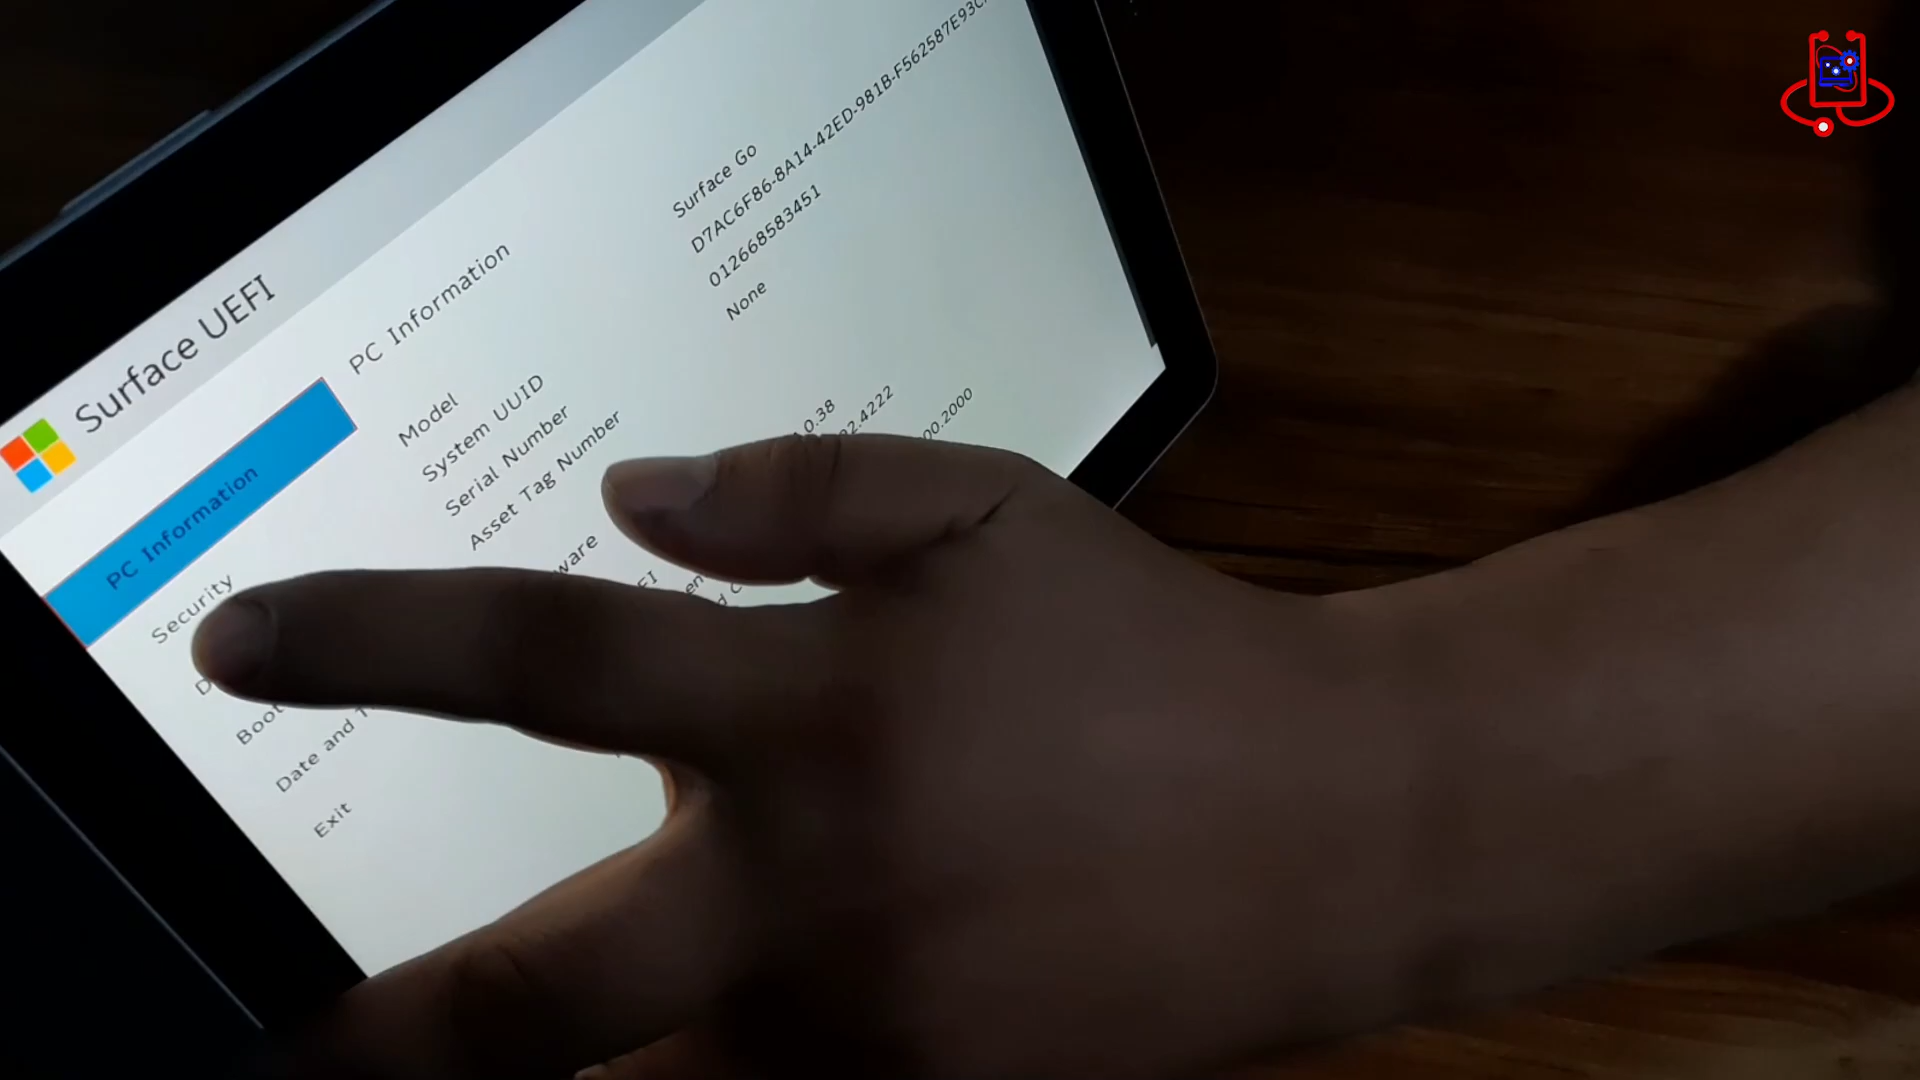 Surface UEFI
PC Information
Security
Boot
Date and
Exit
PC Information
Model Surface Go
System UUID D7AC6F86-8A14-42ED-981B-F562587E93C
Serial Number 012668583451
Asset Tag Number None